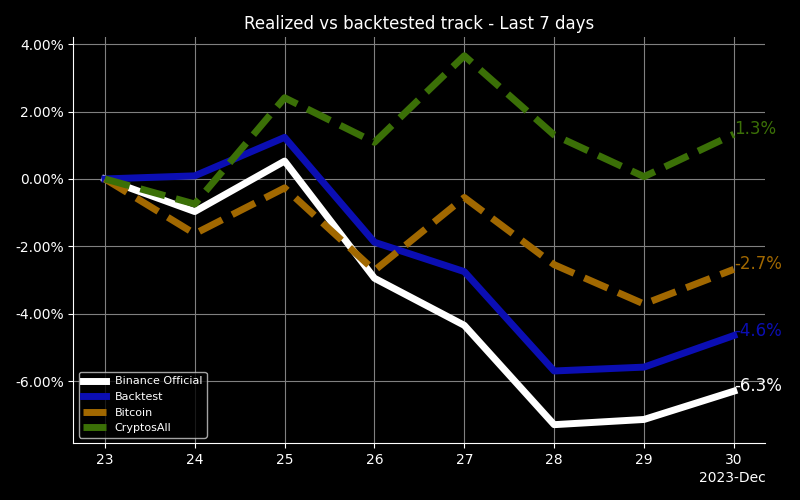 Realized vs backtested track - Last 7 days
4.00%
2.00%
0.00%
-2.00%
-4.00%
-6.00%
1.3%
-2.7%
-4.6%
-6.3%
Binance Official
Backtest
Bitcoin
CryptosAll
23 24 25 26 27 28 29 30
2023-Dec